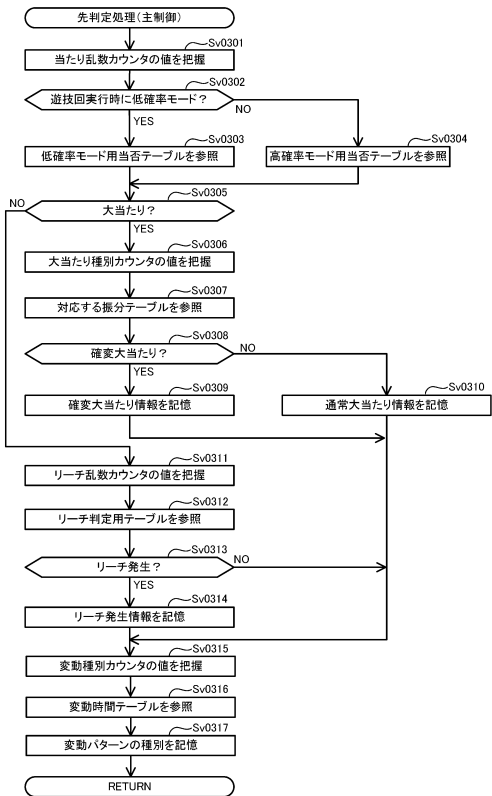 先判定処理(主制御)
Sv0301
当たり乱数カウンタの値を把握
Sv0302
遊技回実行時に低確率モード?
NO
YES
Sv0303
低確率モード用当否テーブルを参照
Sv0304
高確率モード用当否テーブルを参照
Sv0305
NO
大当たり?
YES
Sv0306
大当たり種別カウンタの値を把握
Sv0307
対応する振分テーブルを参照
Sv0308
確変大当たり?
NO
YES
Sv0309
確変大当たり情報を記憶
Sv0310
通常大当たり情報を記憶
Sv0311
リーチ乱数カウンタの値を把握
Sv0312
リーチ判定用テーブルを参照
Sv0313
リーチ発生?
NO
YES
Sv0314
リーチ発生情報を記憶
Sv0315
変動種別カウンタの値を把握
Sv0316
変動時間テーブルを参照
Sv0317
変動パターンの種別を記憶
RETURN